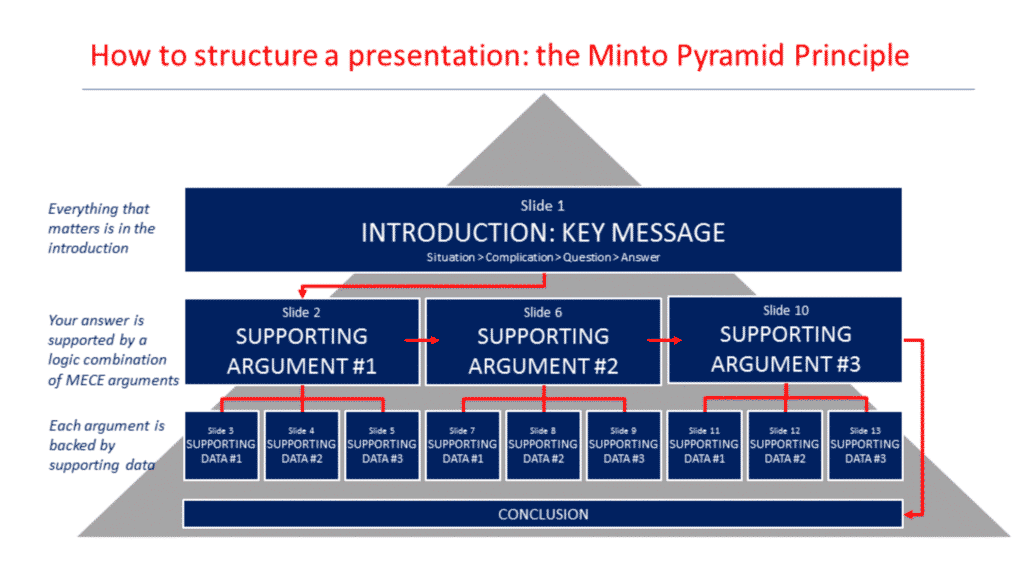 How to structure a presentation: the Minto Pyramid Principle
Everything that
matters is in the
introduction
Slide 1
INTRODUCTION: KEY MESSAGE
Situation > Complication > Question > Answer
Your answer is
supported by a
logic combination
of MECE arguments
Slide 2
SUPPORTING
ARGUMENT #1
Slide 6
SUPPORTING
ARGUMENT #2
Slide 10
SUPPORTING
ARGUMENT #3
Each argument is
backed by
supporting data
Slide 3
SUPPORTING
DATA #1
Slide 4
SUPPORTING
DATA #2
Slide 5
SUPPORTING
DATA #3
Slide 7
SUPPORTING
DATA #1
Slide 8
SUPPORTING
DATA #2
Slide 9
SUPPORTING
DATA #3
Slide 11
SUPPORTING
DATA #1
Slide 12
SUPPORTING
DATA #2
Slide 13
SUPPORTING
DATA #3
CONCLUSION